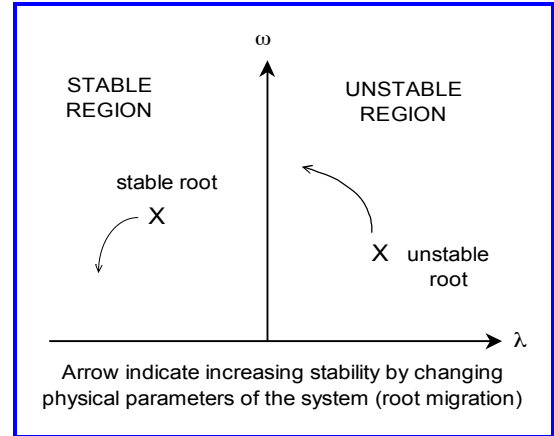 ω
STABLE
REGION
UNSTABLE
REGION
stable root
X
X unstable
root
λ
Arrow indicate increasing stability by changing
physical parameters of the system (root migration)